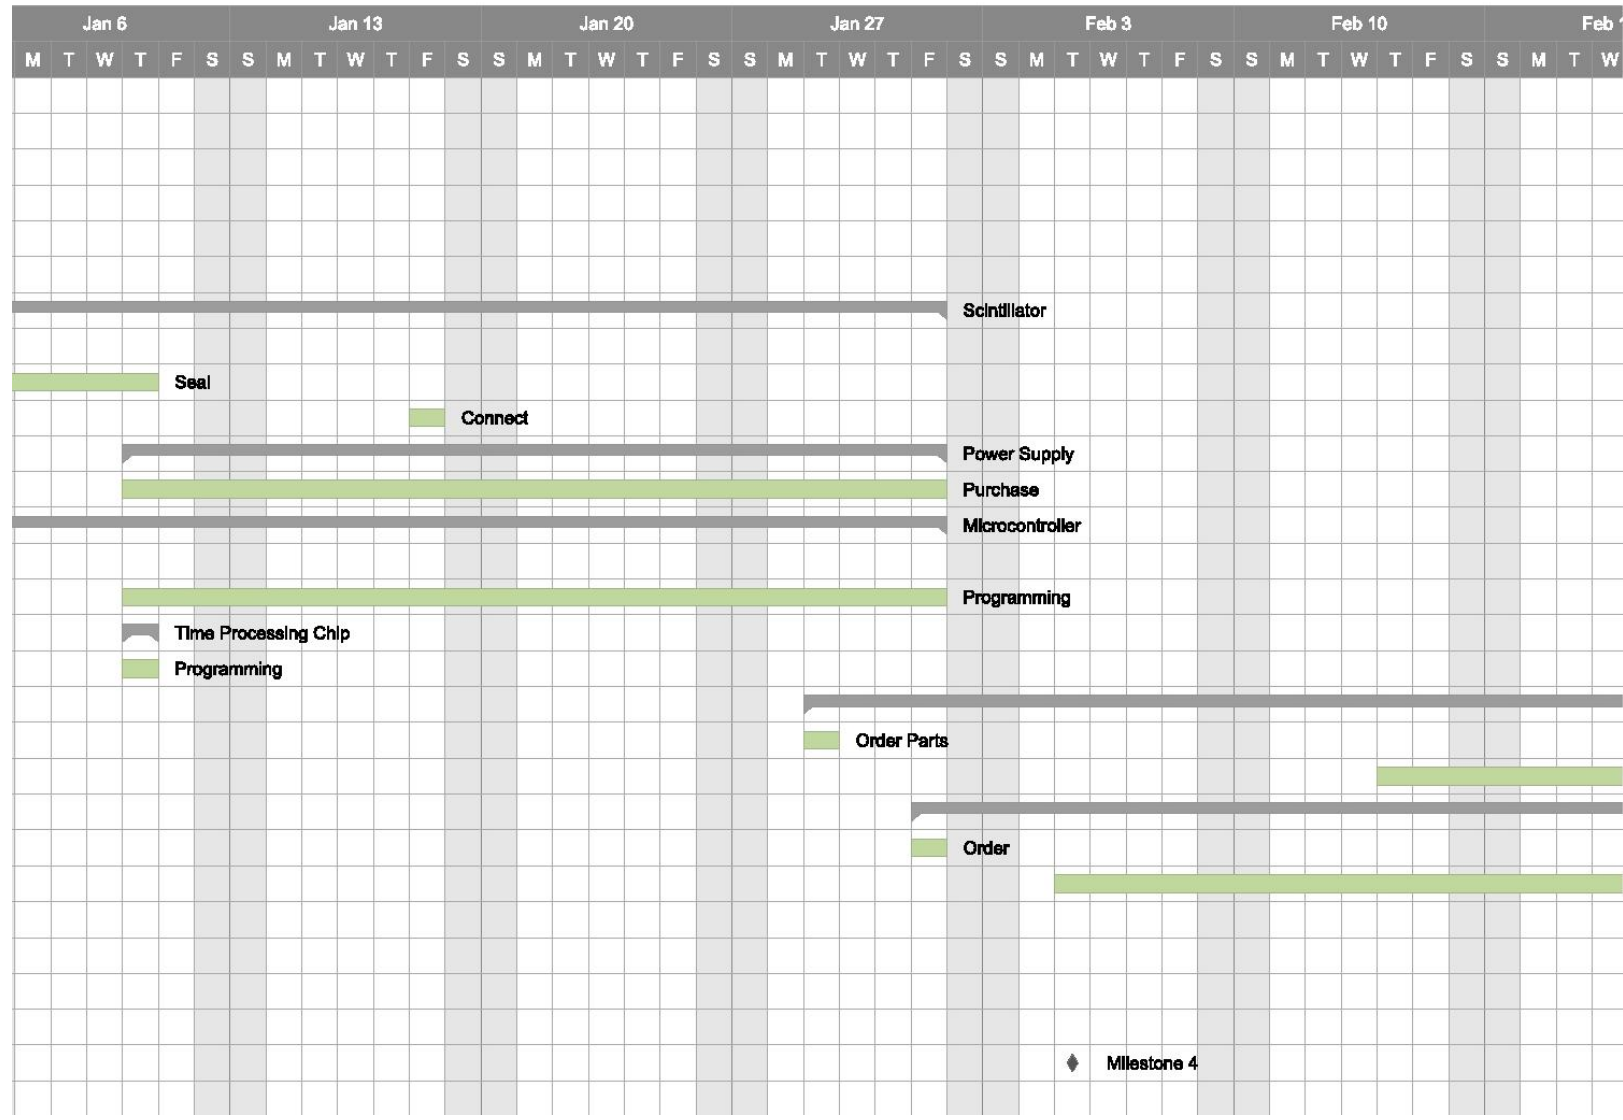 Jan 6 Jan 13 Jan 20 Jan 27 Feb 3 Feb 10 Feb
M T W T F S S M T W T F S S M T W T F S S M T W T F S S M T W T F S S M T W T F S S M T W
Scintillator
Seal
Connect
Power Supply
Purchase
Microcontroller
Programming
Time Processing Chip
Programming
Order Parts
Order
Milestone 4